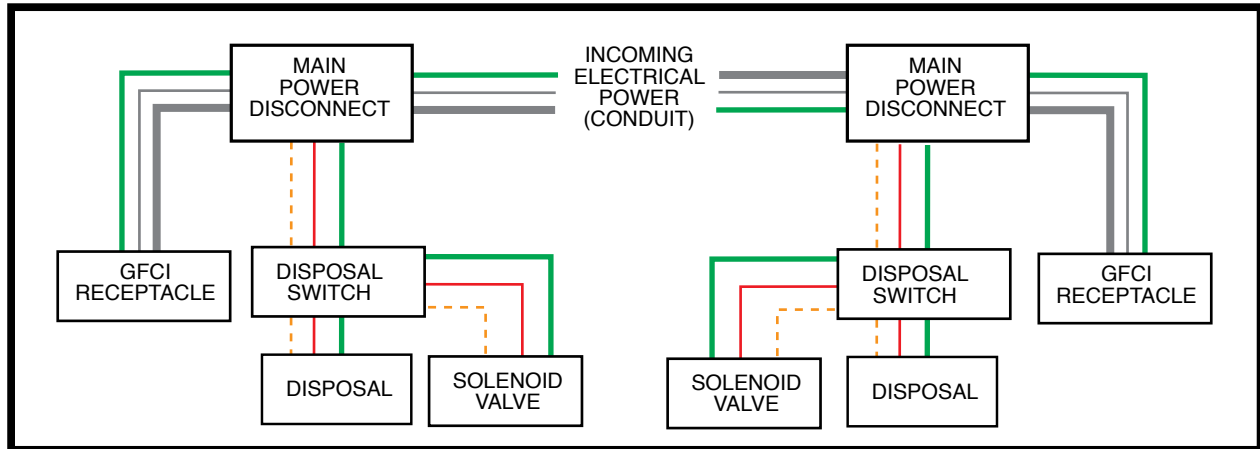 MAIN
POWER
DISCONNECT
INCOMING
ELECTRICAL
POWER
(CONDUIT)
MAIN
POWER
DISCONNECT
GFCI
RECEPTACLE
DISPOSAL
SWITCH
DISPOSAL
SWITCH
GFCI
RECEPTACLE
DISPOSAL
SOLENOID
VALVE
SOLENOID
VALVE
DISPOSAL